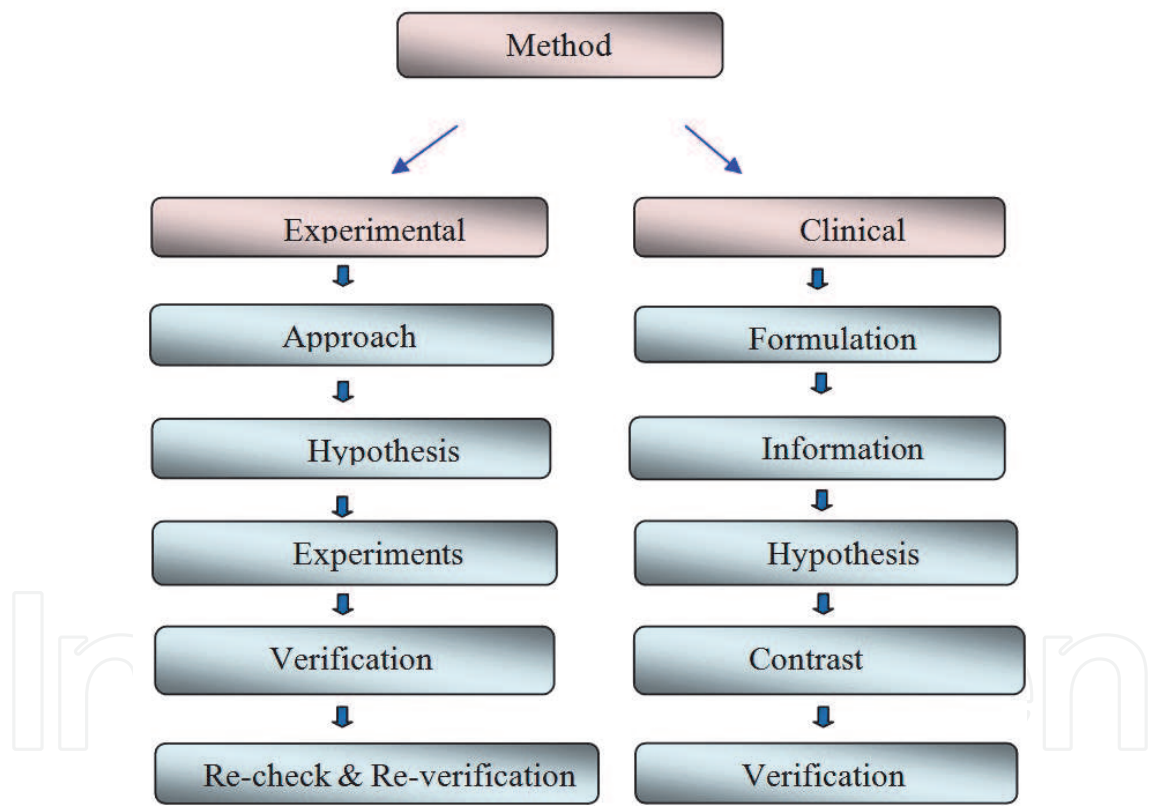 Method
Experimental
Approach
Hypothesis
Experiments
Verification
Re-check & Re-verification
Clinical
Formulation
Information
Hypothesis
Contrast
Verification